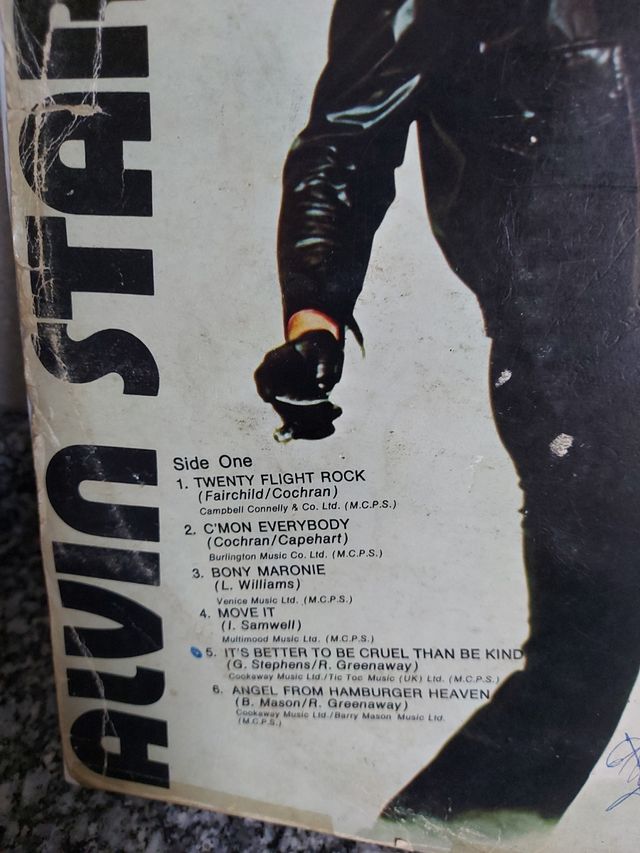 ALVIN STAR
Side One
1. TWENTY FLIGHT ROCK
(Fairchild/Cochran)
Campbell Connelly & Co. Ltd. (M.C.P.S.)
2. C'MON EVERYBODY
(Cochran/Capehart)
Burlington Music Co. Ltd. (M.C.P.S.)
3. BONY MARONIE
(L. Williams)
Venice Music Ltd. (M.C.P.S.)
4. MOVE IT
(I. Samwell)
Multimood Music Ltd. (M.C.P.S.)
5. IT'S BETTER TO BE CRUEL THAN BE KIND
(G. Stephens/R. Greenaway)
Cookaway Music Ltd./Tic Toc Music (UK) Ltd. (M.C.P.S.)
6. ANGEL FROM HAMBURGER HEAVEN
(B. Mason/R. Greenaway)
Cookaway Music Ltd./Barry Mason Music Ltd.
(M.C.P.S.)